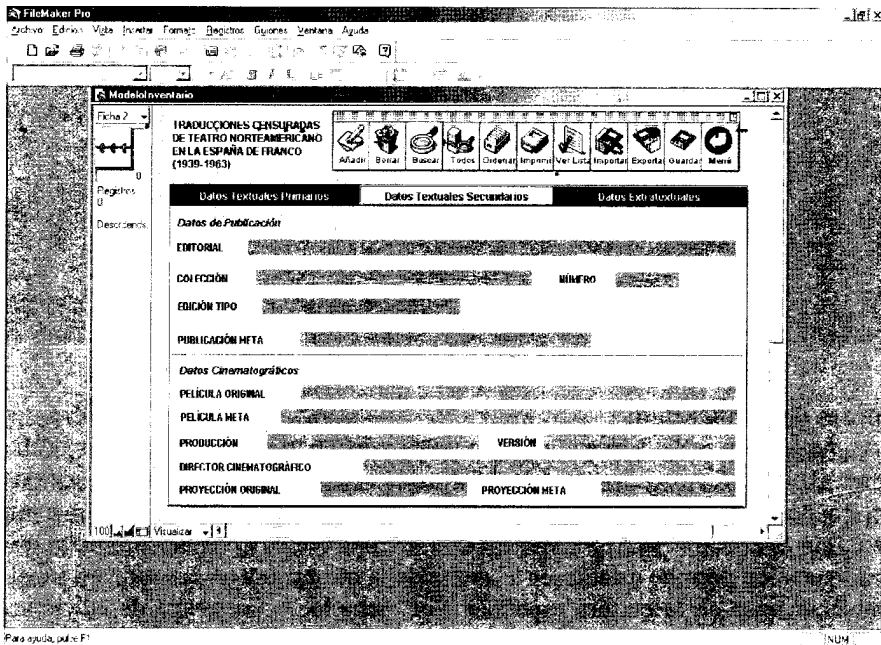 FileMaker Pro
Archivo Edición Vista Insertar Formato Registros Guiones Ventana Ayuda
ModeloInventario
Ficha 2
0
Registros
0
Desordends.
TRADUCCIONES CENSURADAS
DE TEATRO NORTEAMERICANO
EN LA ESPAÑA DE FRANCO
(1939-1963)
Añadir Borrar Buscar Todos Ordenar Imprimir Ver Lista Importar Exportar Guardar Menú
Datos Textuales Primarios Datos Textuales Secundarios Datos Extratextuales
Datos de Publicación
EDITORIAL
COLECCIÓN NÚMERO
EDICIÓN TIPO
PUBLICACIÓN META
Datos Cinematográficos
PELÍCULA ORIGINAL
PELÍCULA META
PRODUCCIÓN VERSIÓN
DIRECTOR CINEMATOGRÁFICO
PROYECCIÓN ORIGINAL PROYECCIÓN META
100 Visualizar
Para ayuda, pulse F1 NUM